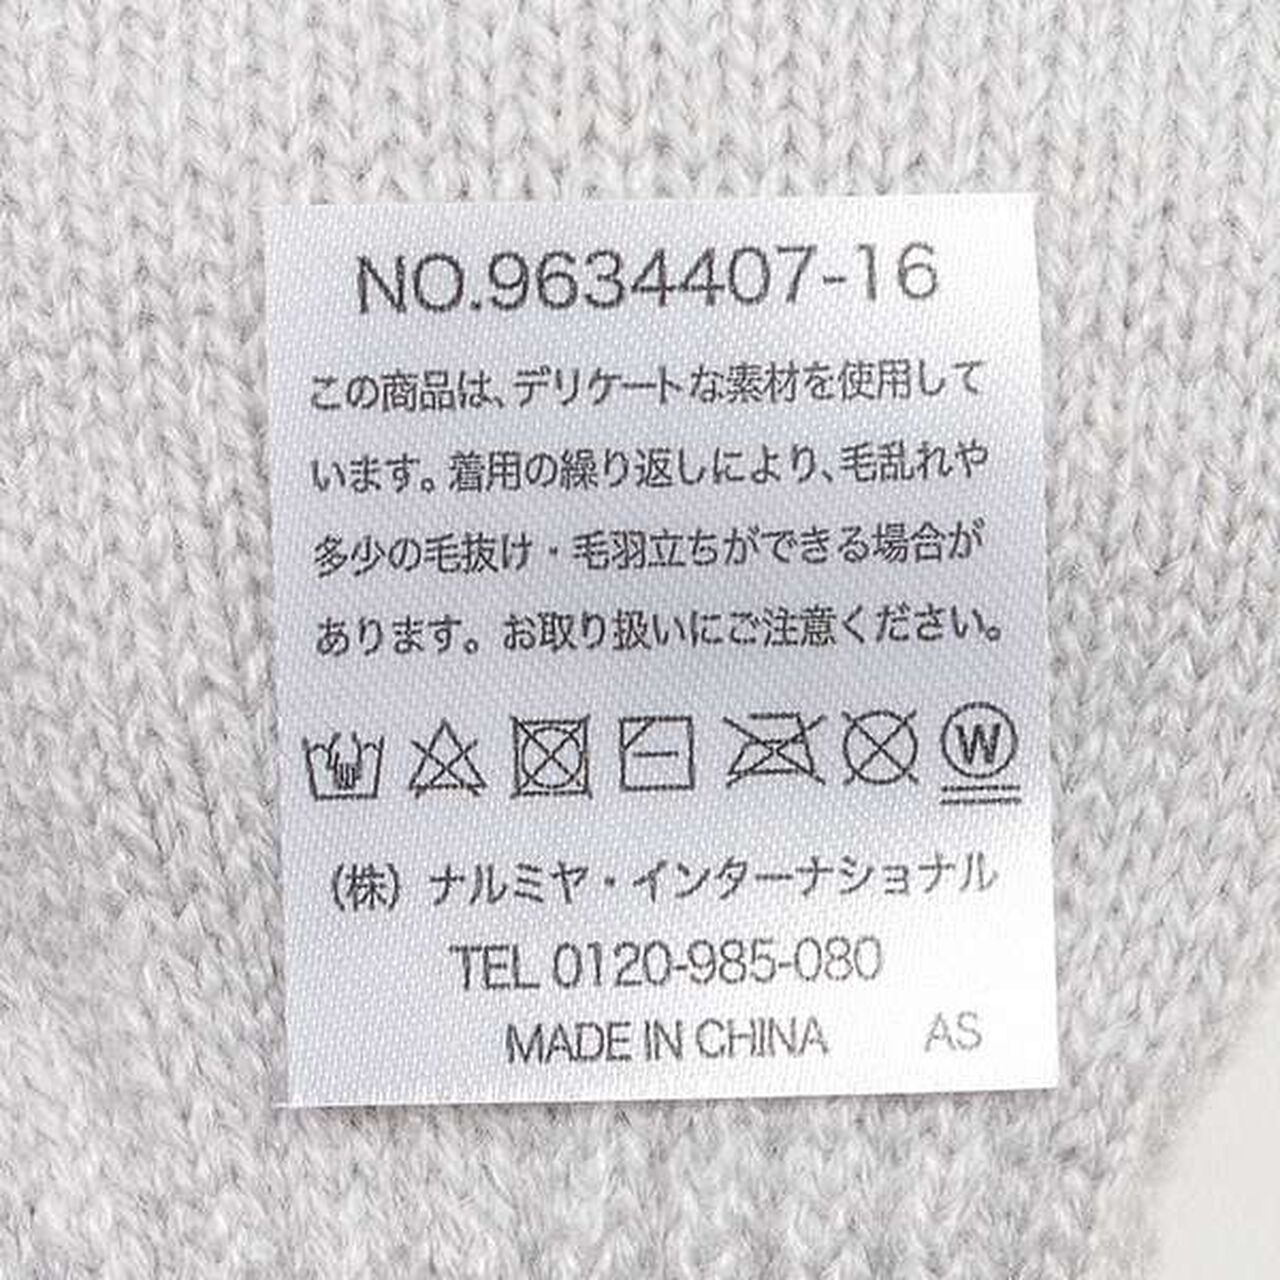 NO.9634407-16
この商品は、デリケートな素材を使用して
います。着用の繰り返しにより、毛乱れや
多少の毛抜け・毛羽立ちができる場合が
あります。お取り扱いにご注意ください。
W
(株) ナルミヤ・インターナショナル
TEL 0120-985-080
MADE IN CHINA AS